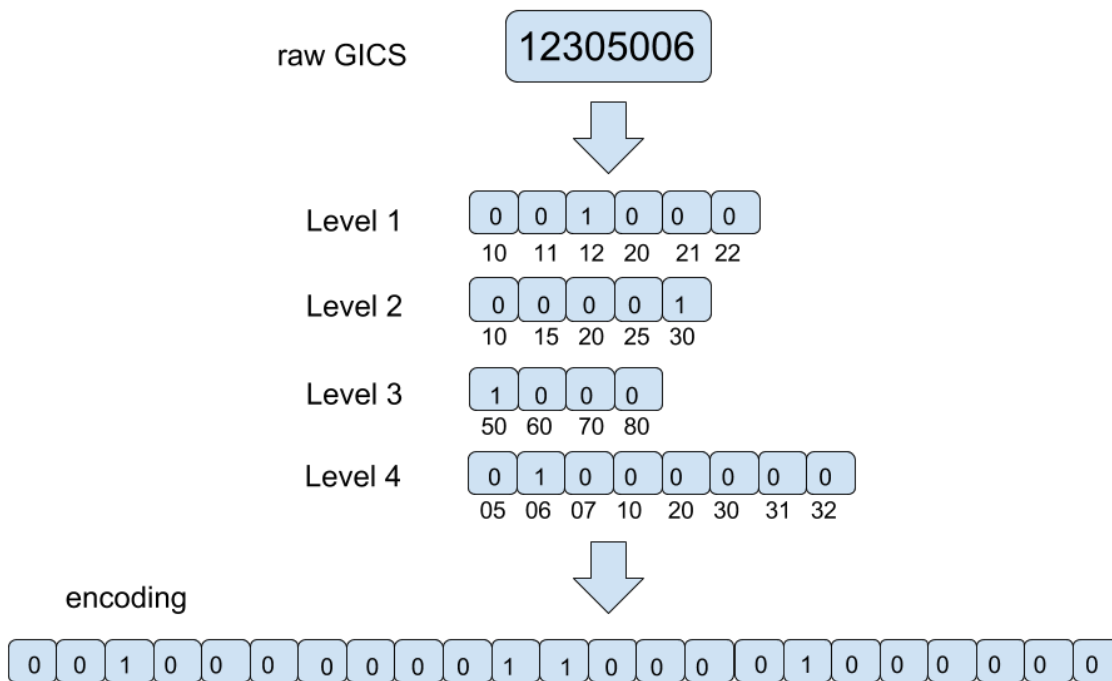 raw GICS 12305006
Level 1 0 0 1 0 0 0
10 11 12 20 21 22
Level 2 0 0 0 0 1
10 15 20 25 30
Level 3 1 0 0 0
50 60 70 80
Level 4 0 1 0 0 0 0 0 0
05 06 07 10 20 30 31 32
encoding
0 0 1 0 0 0 0 0 0 0 1 1 0 0 0 0 1 0 0 0 0 0 0